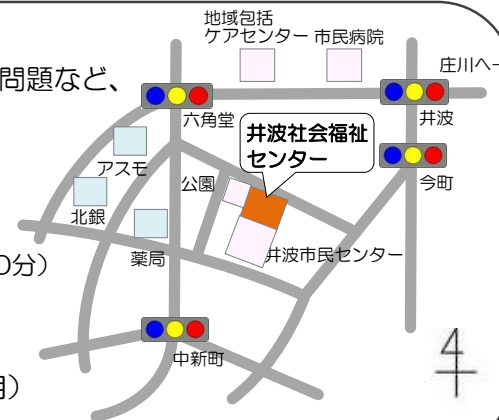 地域包括
ケアセンター
市民病院
庄川へ→
問題など、
六角堂
井波
井波社会福祉
センター
アスモ
公園
今町
北銀
井波市民センター
薬局
0分）
中新町